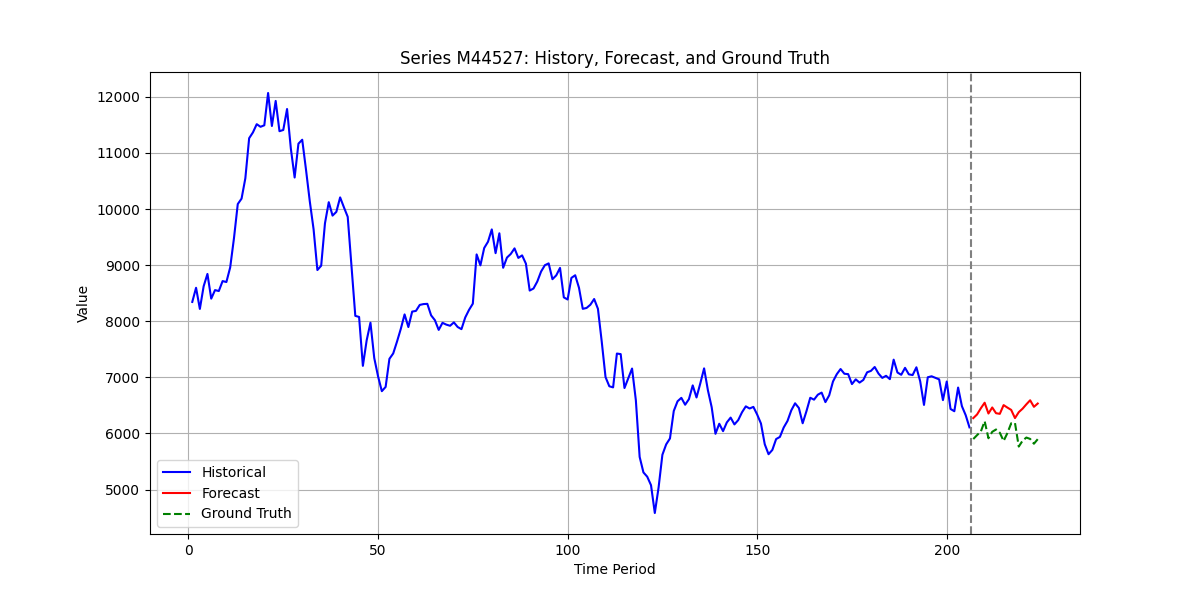 Series M44527: History, Forecast, and Ground Truth
Value
12000
11000
10000
9000
8000
7000
6000
5000
Historical
Forecast
Ground Truth
0
50
100
150
200
Time Period